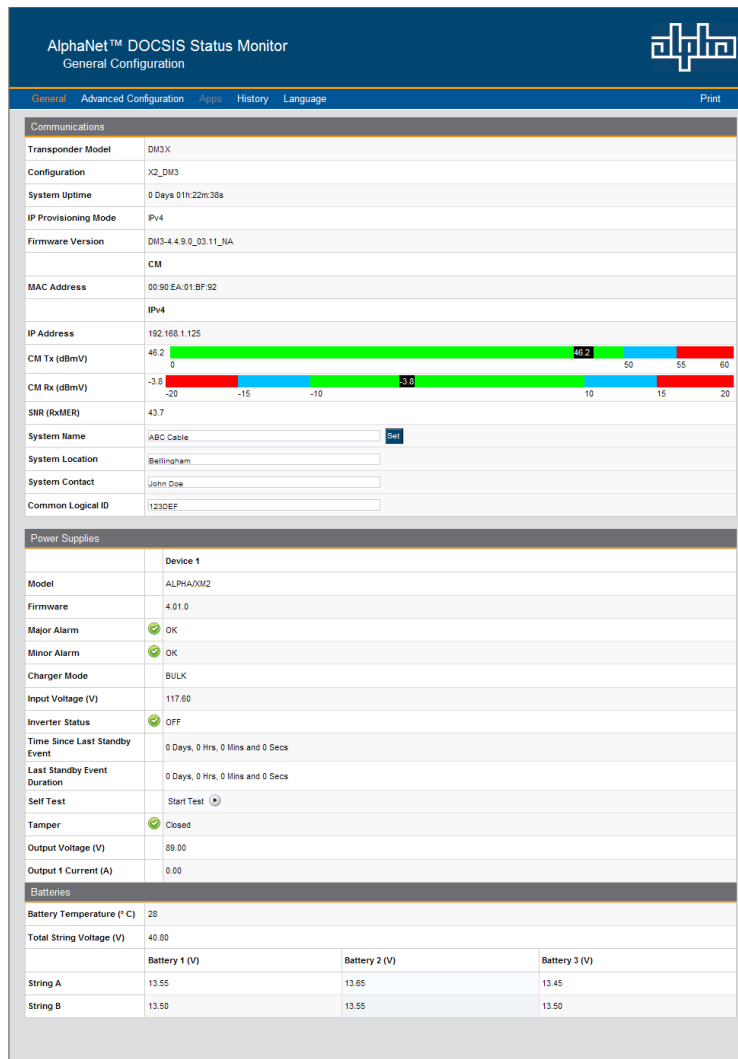 AlphaNet™ DOCSIS Status Monitor
General Configuration
alpha
General Advanced Configuration Apps History Language Print
Communications
Transponder Model DM3X
Configuration X2_DM3
System Uptime 0 Days 01h:22m:38s
IP Provisioning Mode IPv4
Firmware Version DM3-4.4.9.0_03.11_NA
CM
MAC Address 00:90:EA:01:BF:92
IPv4
IP Address 192.168.1.125
CM Tx (dBmV) 46.2 46.2
0 50 55 60
CM Rx (dBmV) -3.8 -3.8
-20 -15 -10 10 15 20
SNR (RxMER) 43.7
System Name ABC Cable Set
System Location Bellingham
System Contact John Doe
Common Logical ID 123DEF
Power Supplies
Device 1
Model ALPHA/XM2
Firmware 4.01.0
Major Alarm OK
Minor Alarm OK
Charger Mode BULK
Input Voltage (V) 117.60
Inverter Status OFF
Time Since Last Standby
Event 0 Days, 0 Hrs, 0 Mins and 0 Secs
Last Standby Event
Duration 0 Days, 0 Hrs, 0 Mins and 0 Secs
Self Test Start Test
Tamper Closed
Output Voltage (V) 89.00
Output 1 Current (A) 0.00
Batteries
Battery Temperature (º C) 28
Total String Voltage (V) 40.80
Battery 1 (V) Battery 2 (V) Battery 3 (V)
String A 13.55 13.65 13.45
String B 13.50 13.55 13.50